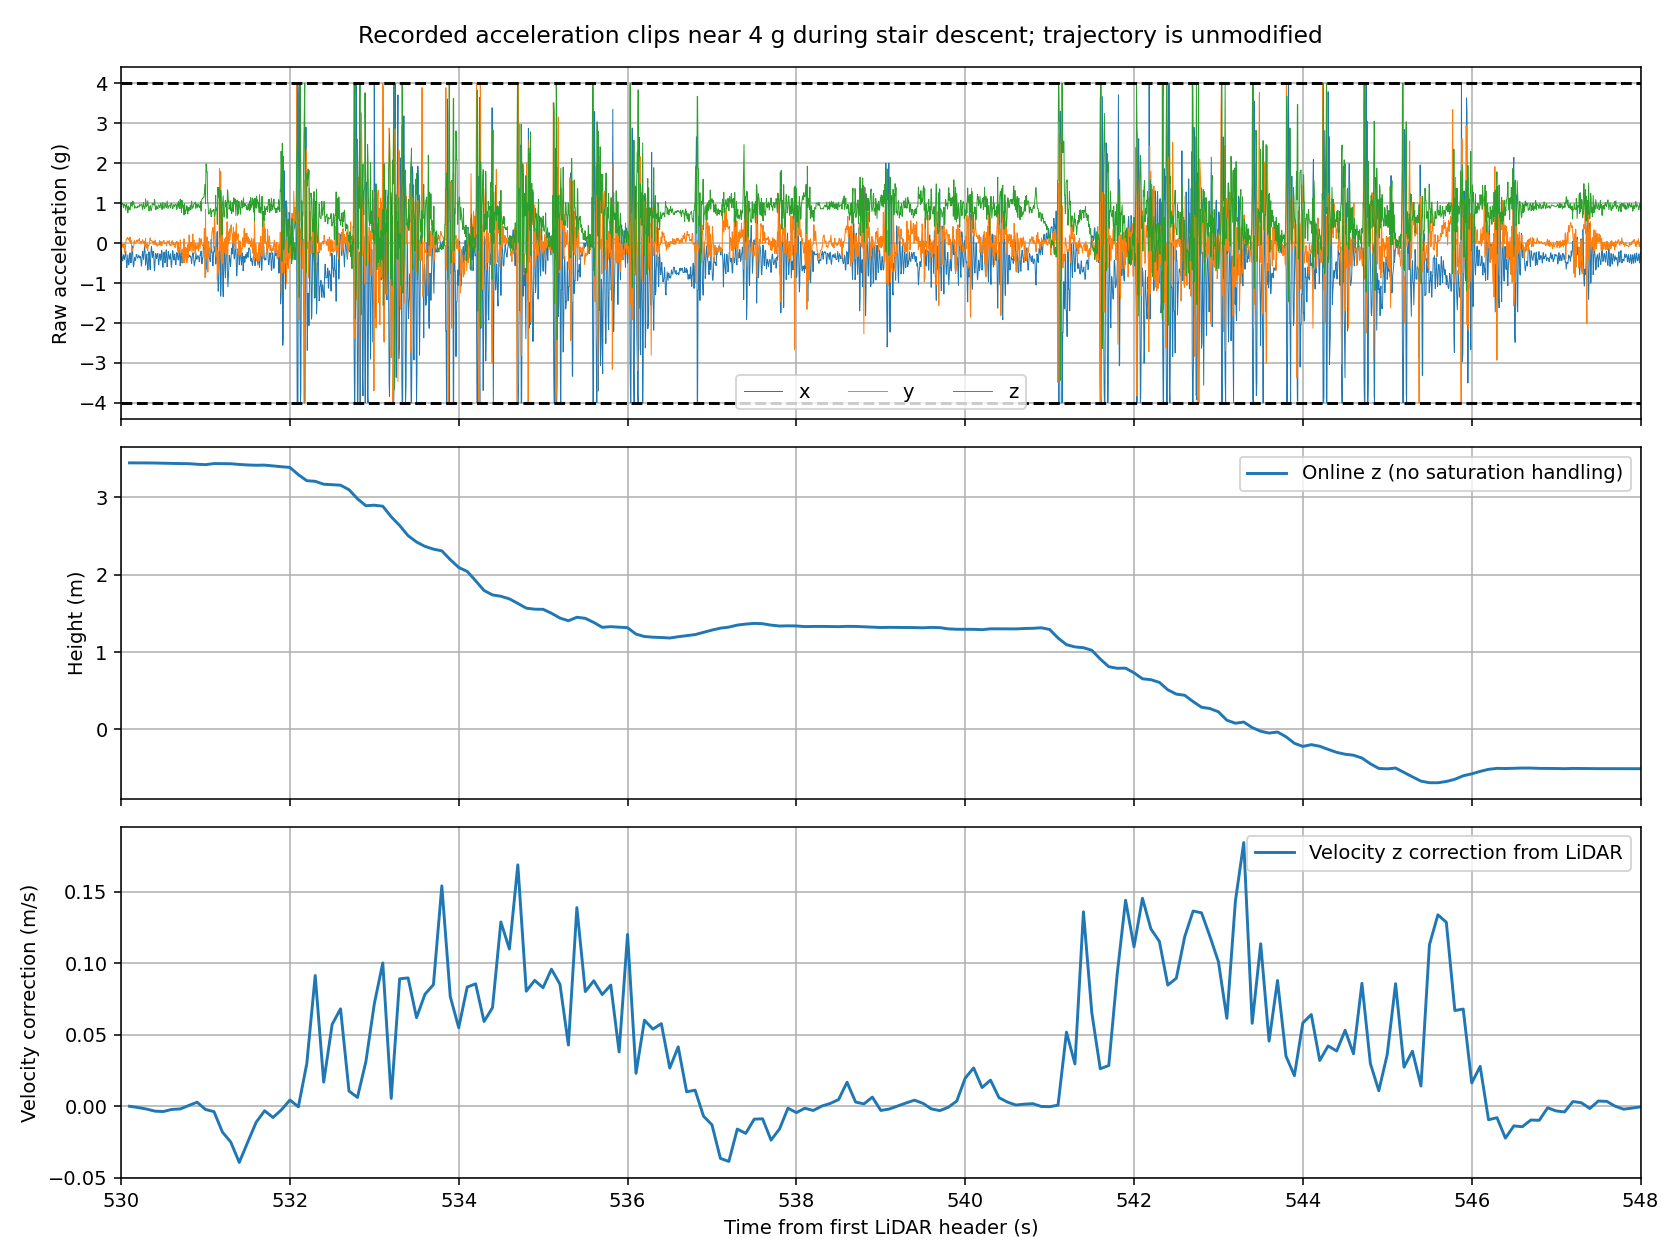 Recorded acceleration clips near 4 g during stair descent; trajectory is unmodified
Raw acceleration (g)
4
3
2
1
0
−1
−2
−3
−4
x y z
Height (m)
3
2
1
0
Online z (no saturation handling)
Velocity correction (m/s)
0.15
0.10
0.05
0.00
−0.05
Velocity z correction from LiDAR
530 532 534 536 538 540 542 544 546 548
Time from first LiDAR header (s)